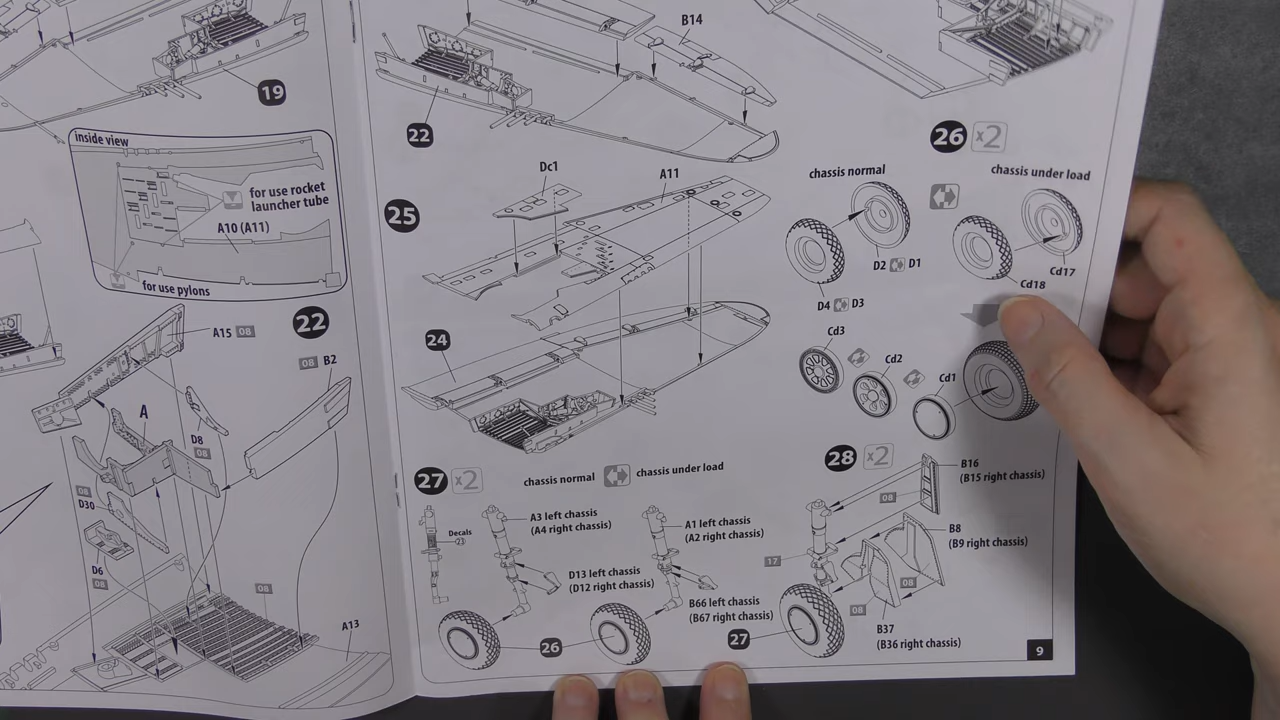 19
inside view
for use rocket
launcher tube
A10 (A11)
for use pylons
22
A15 08
08 B2
A
D8
08
08
D30
D6
08
08
A13
B14
22
25
Dc1
A11
24
26 x2
chassis normal
chassis under load
D2 D1
D4 D3
Cd17
Cd18
Cd3
Cd2
Cd1
27 x2
chassis normal
chassis under load
Decals
23
A3 left chassis
(A4 right chassis)
D13 left chassis
(D12 right chassis)
A1 left chassis
(A2 right chassis)
B66 left chassis
(B67 right chassis)
26
28 x2
B16
(B15 right chassis)
08
B8
(B9 right chassis)
17
08
08
B37
(B36 right chassis)
27
9